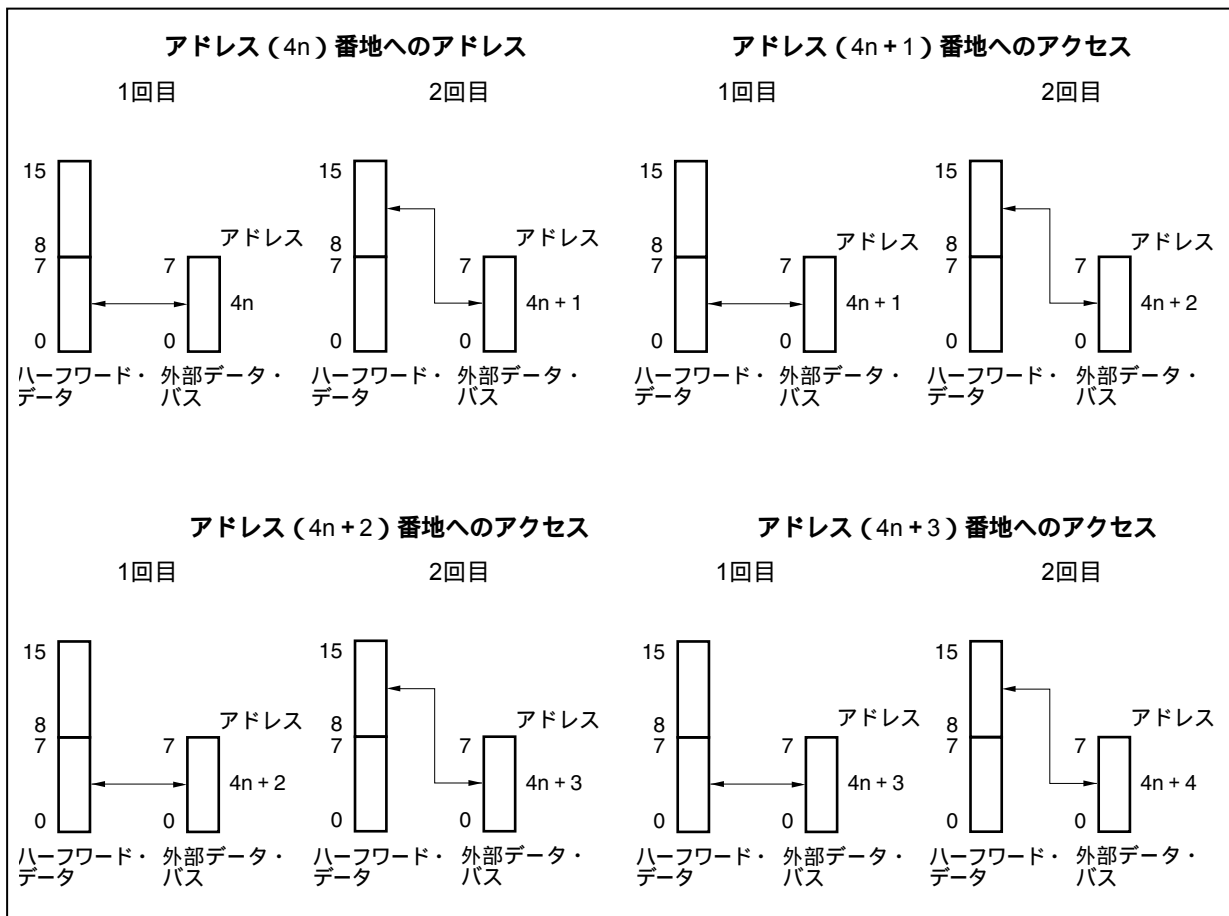 アドレス（4n）番地へのアドレス
1回目
2回目
15
8
7
0
7
0
アドレス
4n
ハーフワード・
データ
外部データ・
バス
15
8
7
0
7
0
アドレス
4n + 1
ハーフワード・
データ
外部データ・
バス
アドレス（4n + 1）番地へのアクセス
1回目
2回目
15
8
7
0
7
0
アドレス
4n + 1
ハーフワード・
データ
外部データ・
バス
15
8
7
0
7
0
アドレス
4n + 2
ハーフワード・
データ
外部データ・
バス
アドレス（4n + 2）番地へのアクセス
1回目
2回目
15
8
7
0
7
0
アドレス
4n + 2
ハーフワード・
データ
外部データ・
バス
15
8
7
0
7
0
アドレス
4n + 3
ハーフワード・
データ
外部データ・
バス
アドレス（4n + 3）番地へのアクセス
1回目
2回目
15
8
7
0
7
0
アドレス
4n + 3
ハーフワード・
データ
外部データ・
バス
15
8
7
0
7
0
アドレス
4n + 4
ハーフワード・
データ
外部データ・
バス